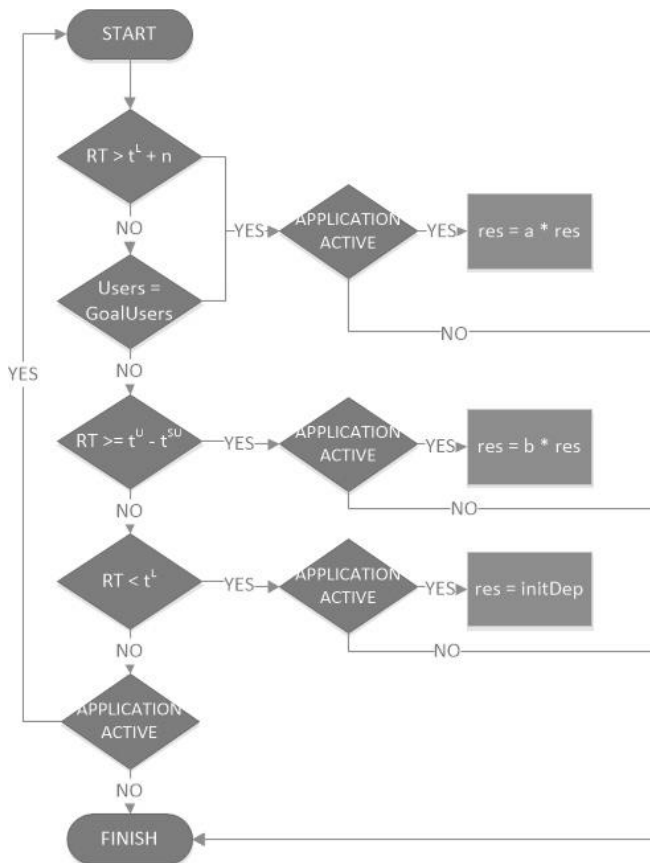 START
RT > t^L + n
NO
YES
APPLICATION
ACTIVE
YES
res = a * res
Users =
GoalUsers
NO
NO
YES
RT >= t^U - t^SU
YES
APPLICATION
ACTIVE
YES
res = b * res
NO
NO
RT < t^L
YES
APPLICATION
ACTIVE
YES
res = initDep
NO
NO
APPLICATION
ACTIVE
NO
FINISH